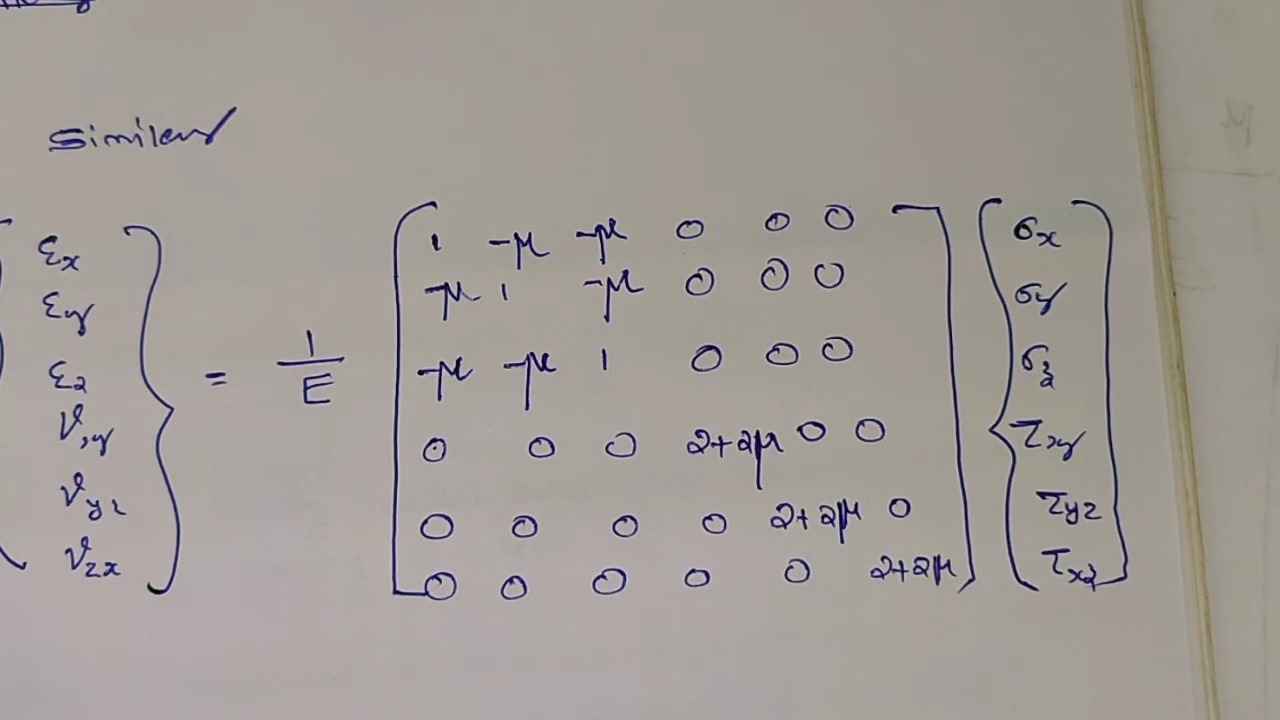 Similarly
{ εx εy εz γxy γyz γzx } = 1/E [ 1 -μ -μ 0 0 0
-μ 1 -μ 0 0 0
-μ -μ 1 0 0 0
0 0 0 2+2μ 0 0
0 0 0 0 2+2μ 0
0 0 0 0 0 2+2μ ] { σx σy σz τxy τyz τxz }